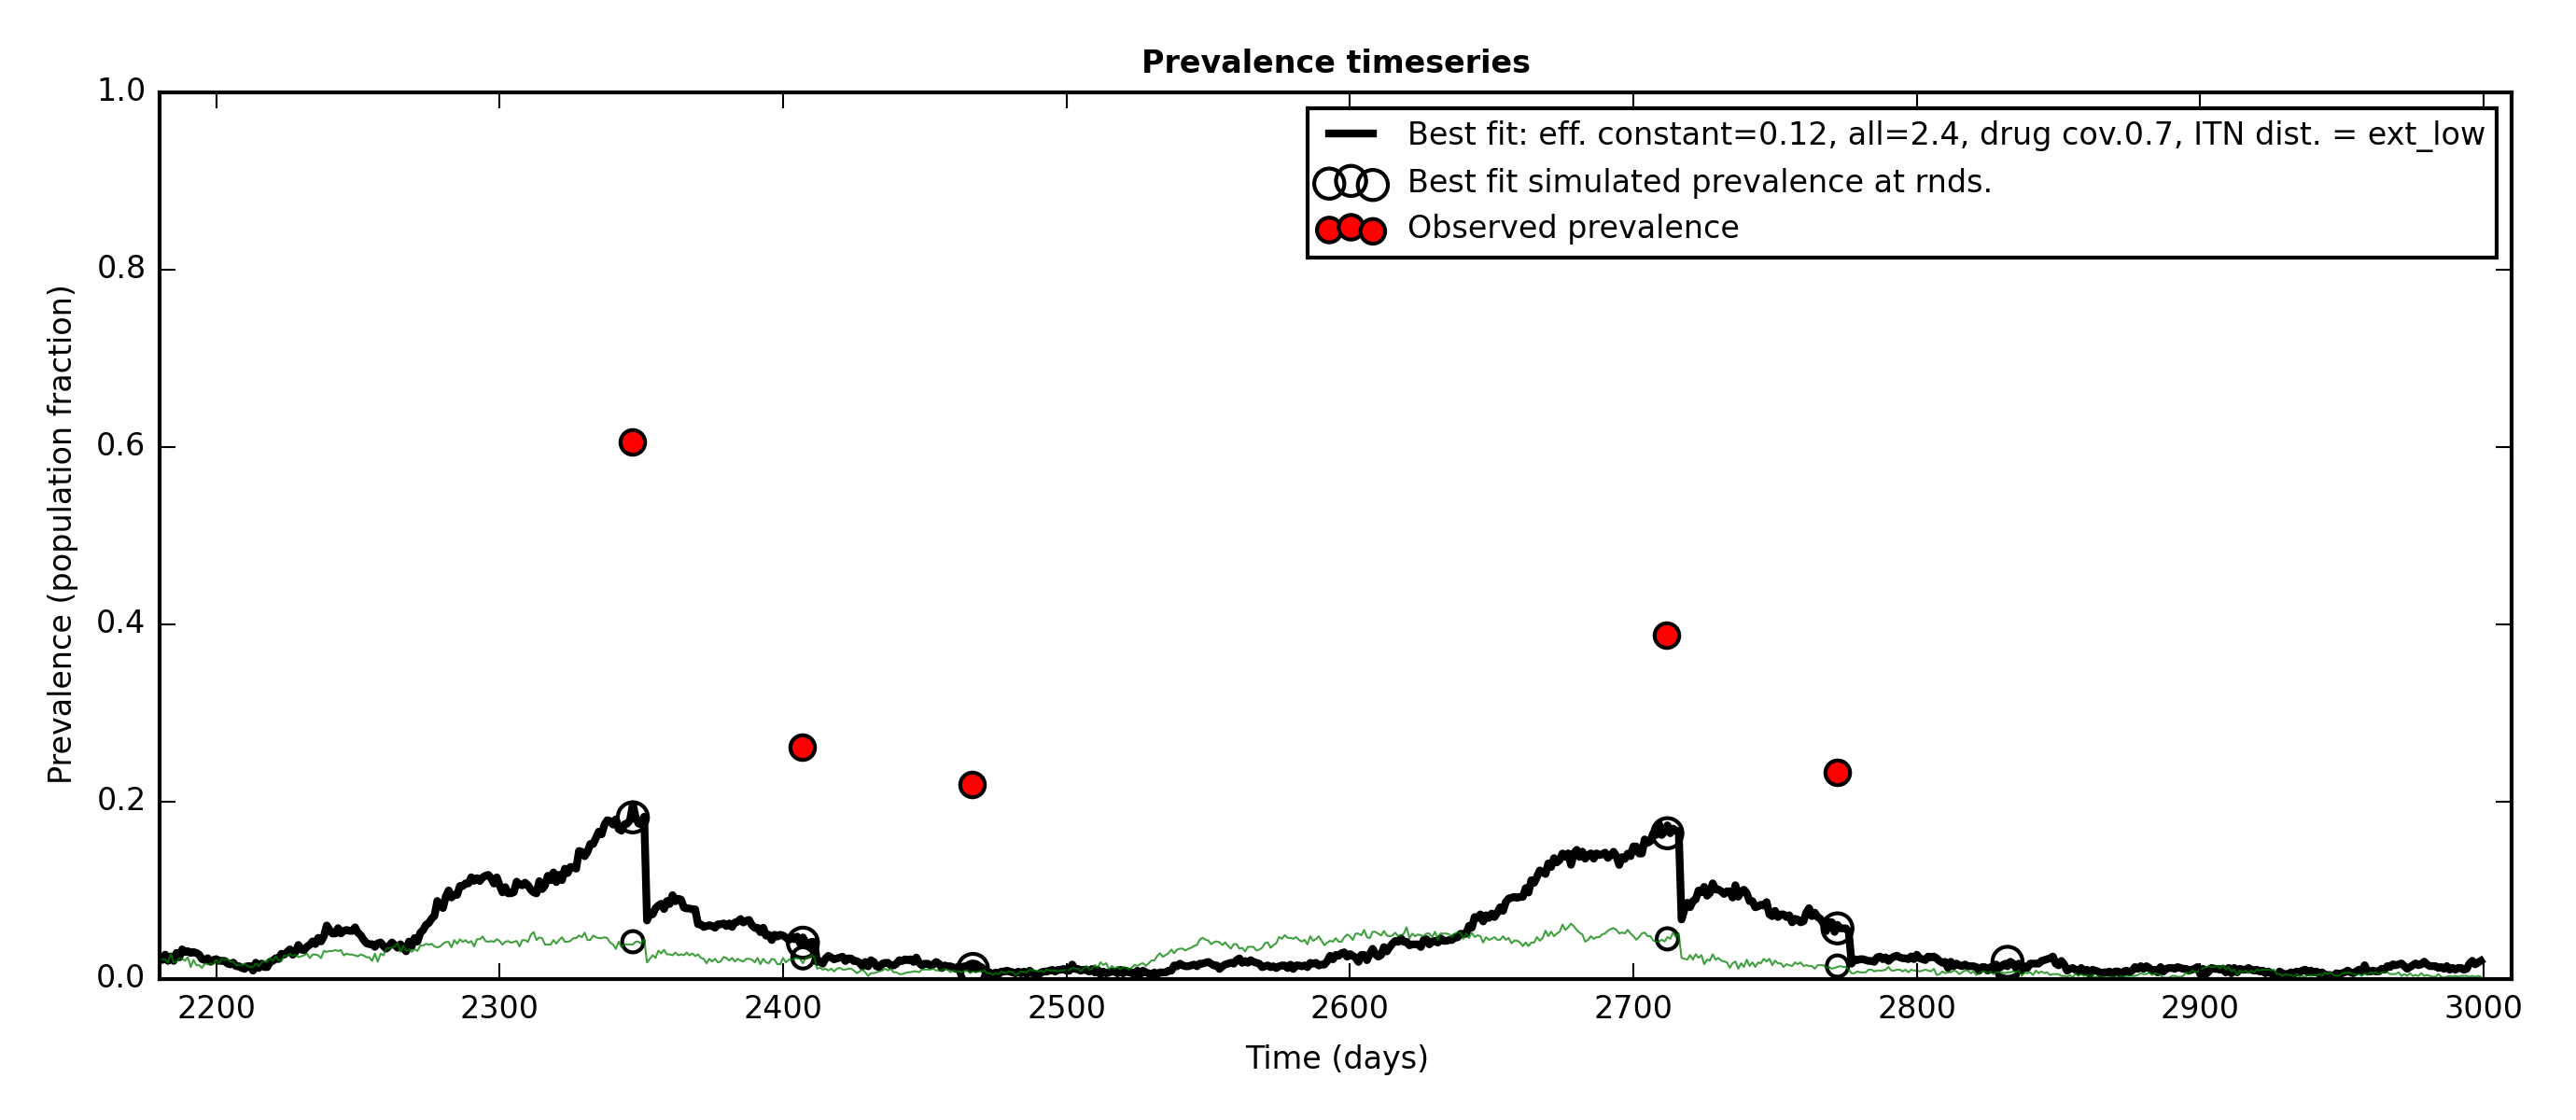 Prevalence timeseries
1.0
0.8
0.6
0.4
0.2
0.0
Prevalence (population fraction)
Best fit: eff. constant=0.12, all=2.4, drug cov.0.7, ITN dist. = ext_low
Best fit simulated prevalence at rnds.
Observed prevalence
2200 2300 2400 2500 2600 2700 2800 2900 3000
Time (days)